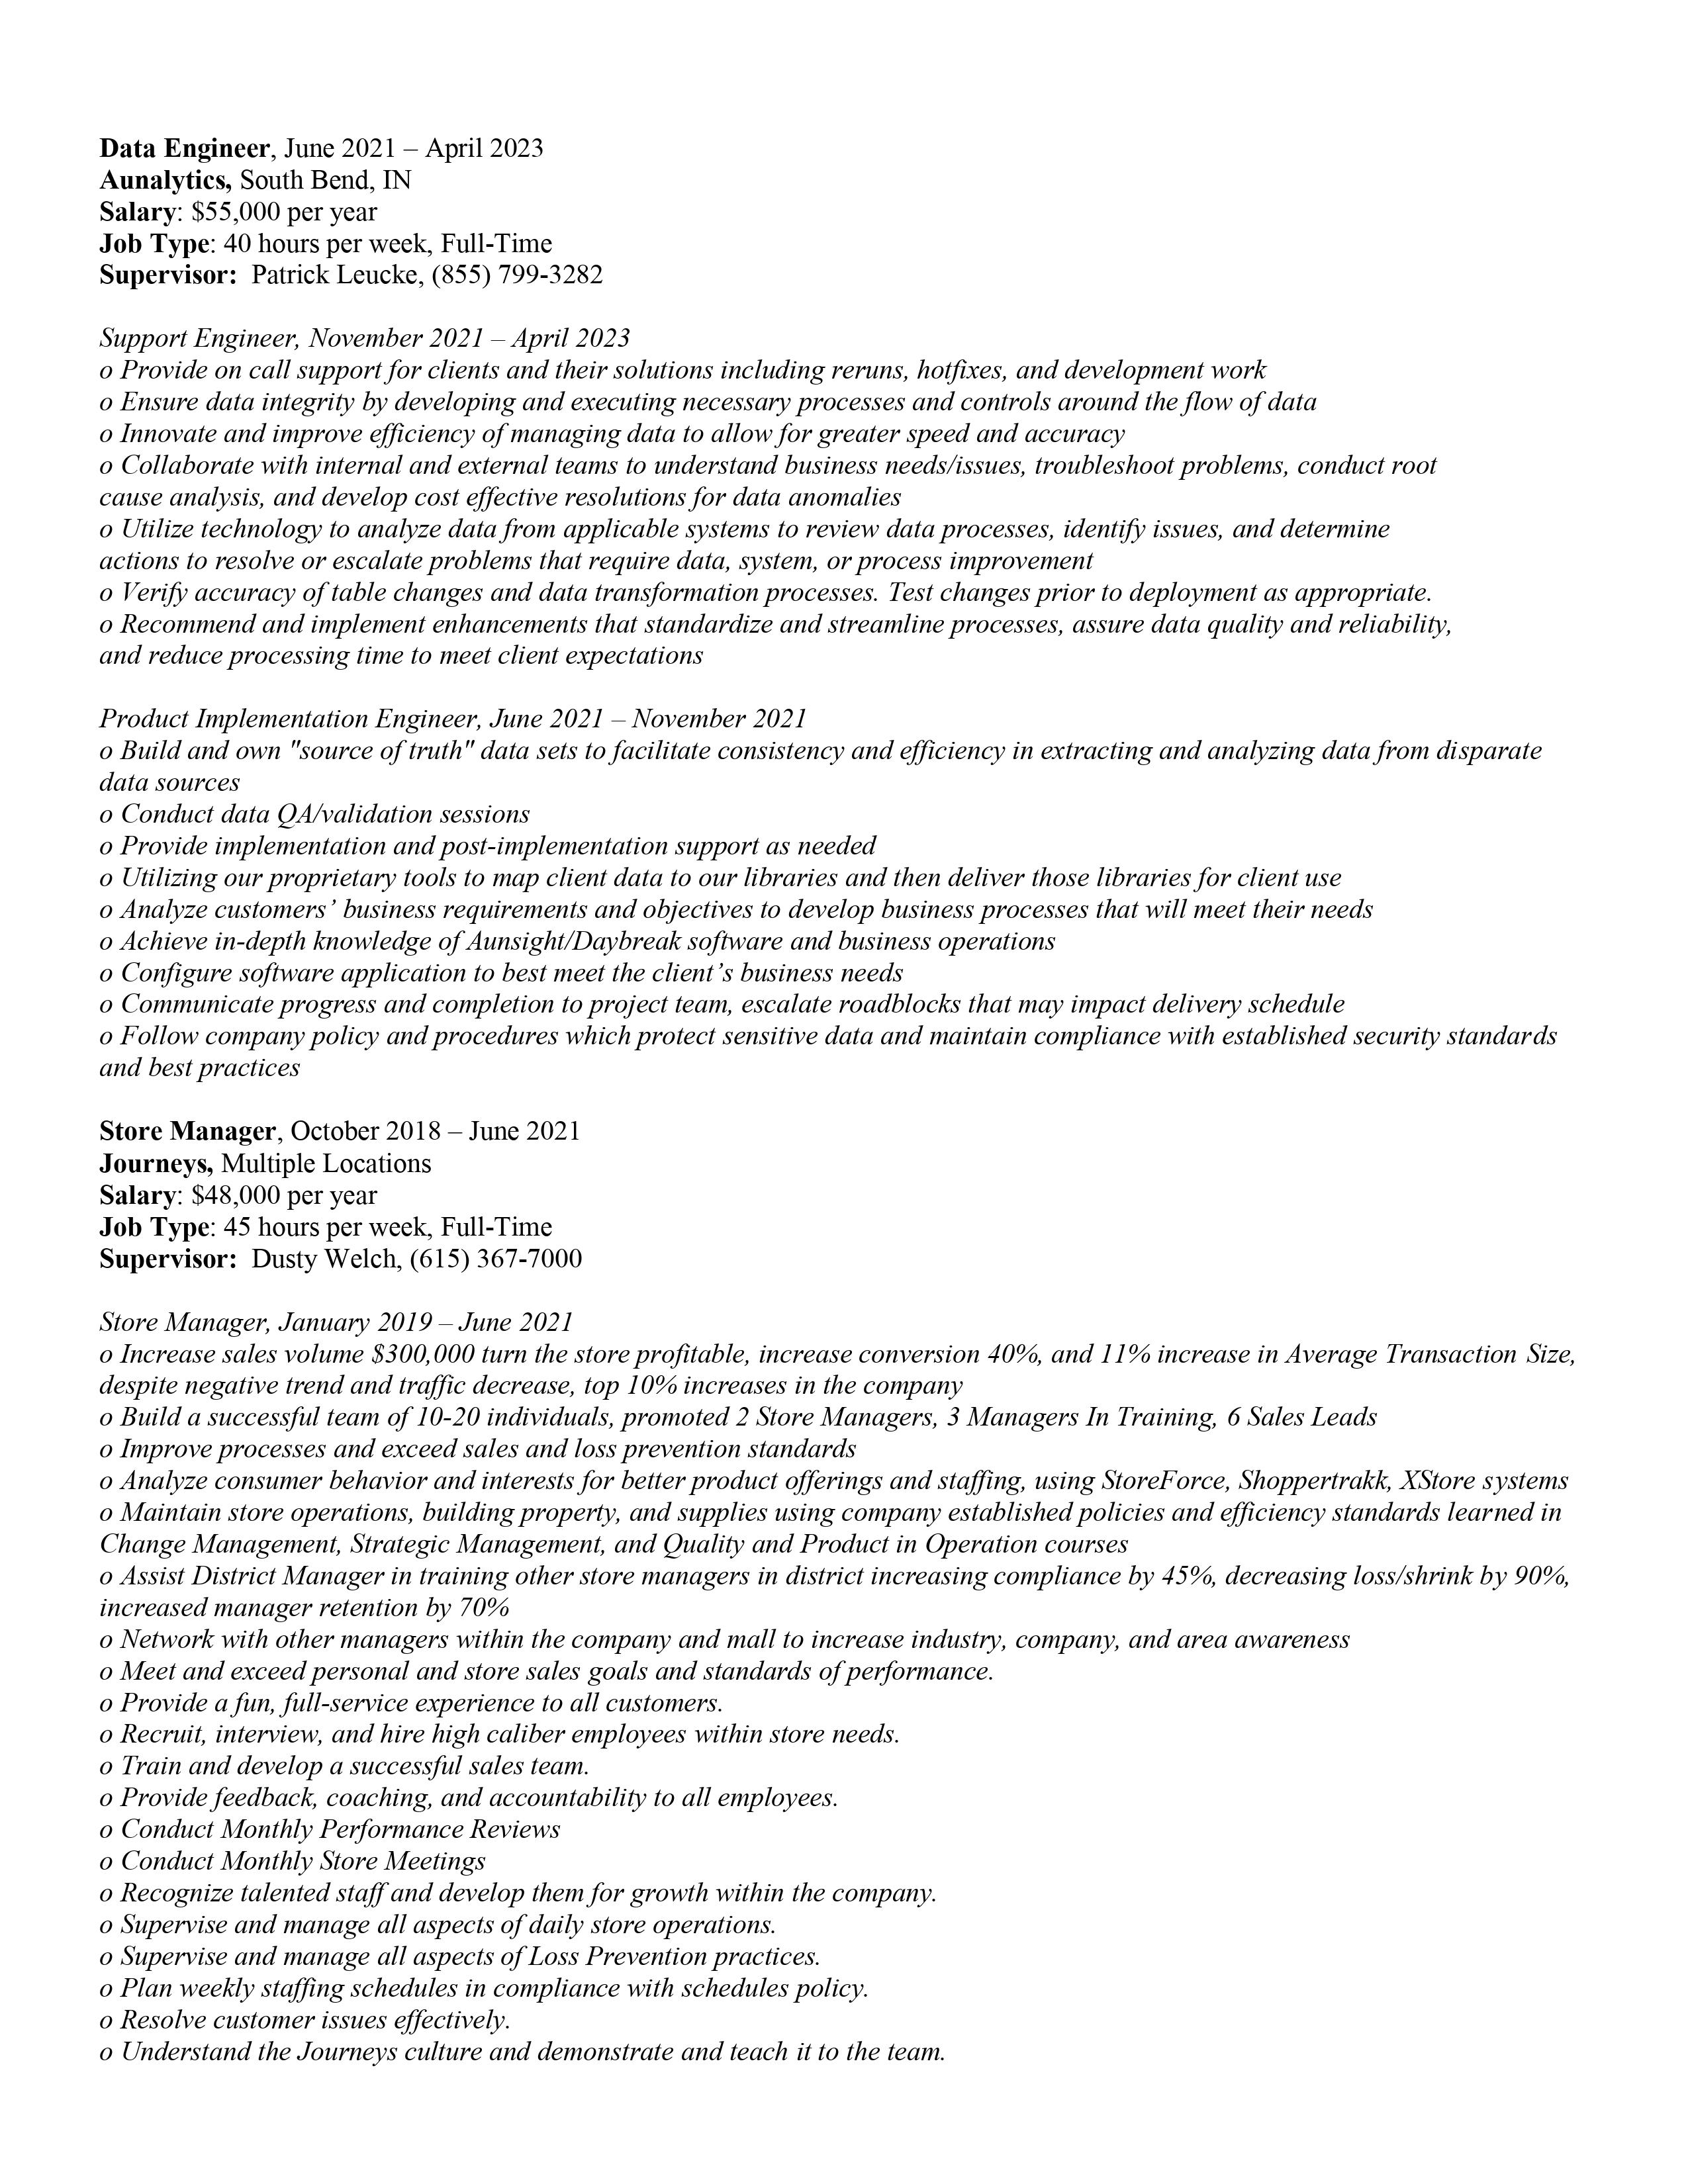 Data Engineer, June 2021 – April 2023
Aunalytics, South Bend, IN
Salary: $55,000 per year
Job Type: 40 hours per week, Full-Time
Supervisor:  Patrick Leucke, (855) 799-3282
Support Engineer, November 2021 – April 2023
o Provide on call support for clients and their solutions including reruns, hotfixes, and development work
o Ensure data integrity by developing and executing necessary processes and controls around the flow of data
o Innovate and improve efficiency of managing data to allow for greater speed and accuracy
o Collaborate with internal and external teams to understand business needs/issues, troubleshoot problems, conduct root
cause analysis, and develop cost effective resolutions for data anomalies
o Utilize technology to analyze data from applicable systems to review data processes, identify issues, and determine
actions to resolve or escalate problems that require data, system, or process improvement
o Verify accuracy of table changes and data transformation processes. Test changes prior to deployment as appropriate.
o Recommend and implement enhancements that standardize and streamline processes, assure data quality and reliability,
and reduce processing time to meet client expectations
Product Implementation Engineer, June 2021 – November 2021
o Build and own "source of truth" data sets to facilitate consistency and efficiency in extracting and analyzing data from disparate
data sources
o Conduct data QA/validation sessions
o Provide implementation and post-implementation support as needed
o Utilizing our proprietary tools to map client data to our libraries and then deliver those libraries for client use
o Analyze customers’ business requirements and objectives to develop business processes that will meet their needs
o Achieve in-depth knowledge of Aunsight/Daybreak software and business operations
o Configure software application to best meet the client’s business needs
o Communicate progress and completion to project team, escalate roadblocks that may impact delivery schedule
o Follow company policy and procedures which protect sensitive data and maintain compliance with established security standards
and best practices
Store Manager, October 2018 – June 2021
Journeys, Multiple Locations
Salary: $48,000 per year
Job Type: 45 hours per week, Full-Time
Supervisor:  Dusty Welch, (615) 367-7000
Store Manager, January 2019 – June 2021
o Increase sales volume $300,000 turn the store profitable, increase conversion 40%, and 11% increase in Average Transaction Size,
despite negative trend and traffic decrease, top 10% increases in the company
o Build a successful team of 10-20 individuals, promoted 2 Store Managers, 3 Managers In Training, 6 Sales Leads
o Improve processes and exceed sales and loss prevention standards
o Analyze consumer behavior and interests for better product offerings and staffing, using StoreForce, Shoppertrakk, XStore systems
o Maintain store operations, building property, and supplies using company established policies and efficiency standards learned in
Change Management, Strategic Management, and Quality and Product in Operation courses
o Assist District Manager in training other store managers in district increasing compliance by 45%, decreasing loss/shrink by 90%,
increased manager retention by 70%
o Network with other managers within the company and mall to increase industry, company, and area awareness
o Meet and exceed personal and store sales goals and standards of performance.
o Provide a fun, full-service experience to all customers.
o Recruit, interview, and hire high caliber employees within store needs.
o Train and develop a successful sales team.
o Provide feedback, coaching, and accountability to all employees.
o Conduct Monthly Performance Reviews
o Conduct Monthly Store Meetings
o Recognize talented staff and develop them for growth within the company.
o Supervise and manage all aspects of daily store operations.
o Supervise and manage all aspects of Loss Prevention practices.
o Plan weekly staffing schedules in compliance with schedules policy.
o Resolve customer issues effectively.
o Understand the Journeys culture and demonstrate and teach it to the team.